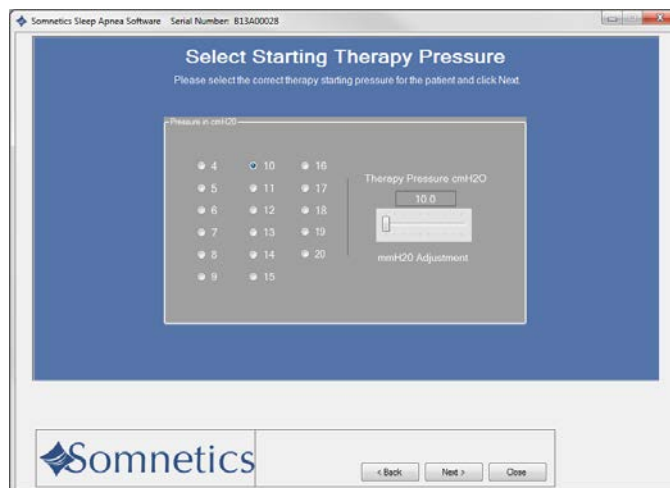 Somnetics Sleep Apnea Software Serial Number: B13A00028
Select Starting Therapy Pressure
Please select the correct therapy starting pressure for the patient and click Next.
Pressure in cmH20
4 10 16
5 11 17
6 12 18
7 13 19
8 14 20
9 15
Therapy Pressure cmH2O
10.0
mmH20 Adjustment
Somnetics
< Back Next > Close